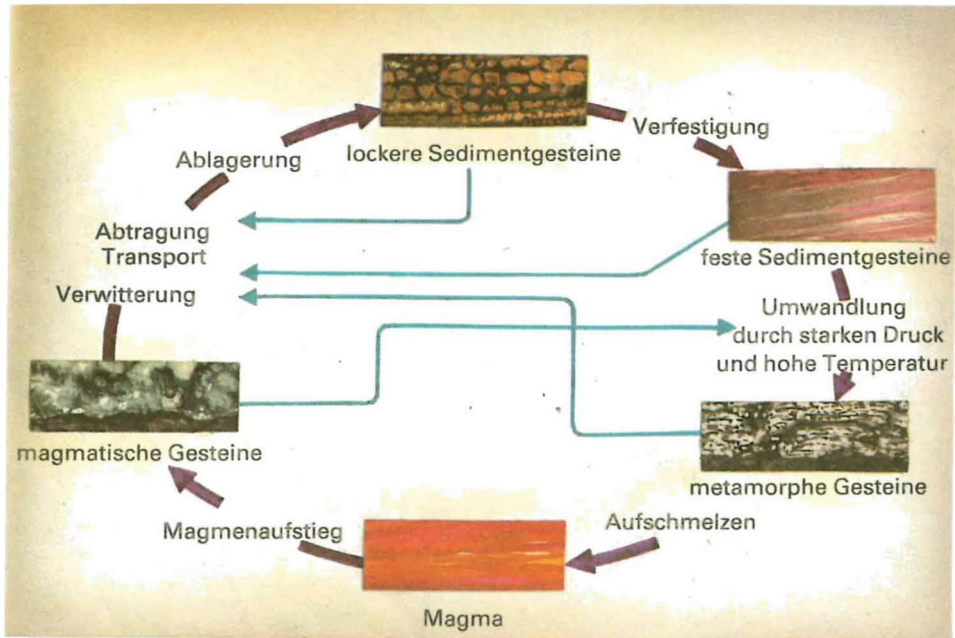 Verfestigung
lockere Sedimentgesteine
Ablagerung
Abtragung
Transport
Verwitterung
feste Sedimentgesteine
Umwandlung
durch starken Druck
und hohe Temperatur
magmatische Gesteine
metamorphe Gesteine
Magmenaufstieg
Aufschmelzen
Magma